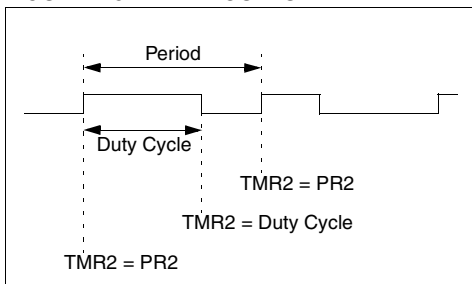 Period
Duty Cycle
TMR2 = PR2
TMR2 = Duty Cycle
TMR2 = PR2